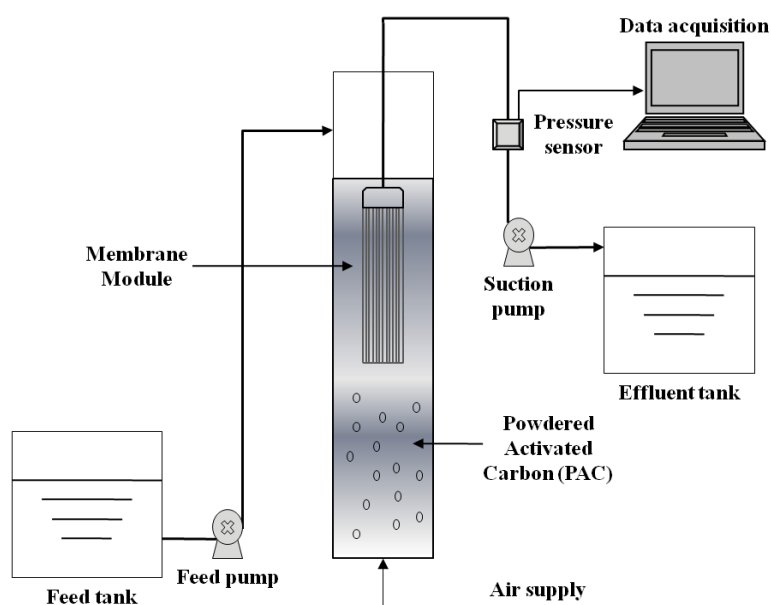 Data acquisition
Pressure
sensor
Membrane
Module
Suction
pump
Effluent tank
Powdered
Activated
Carbon (PAC)
Feed pump
Feed tank
Air supply